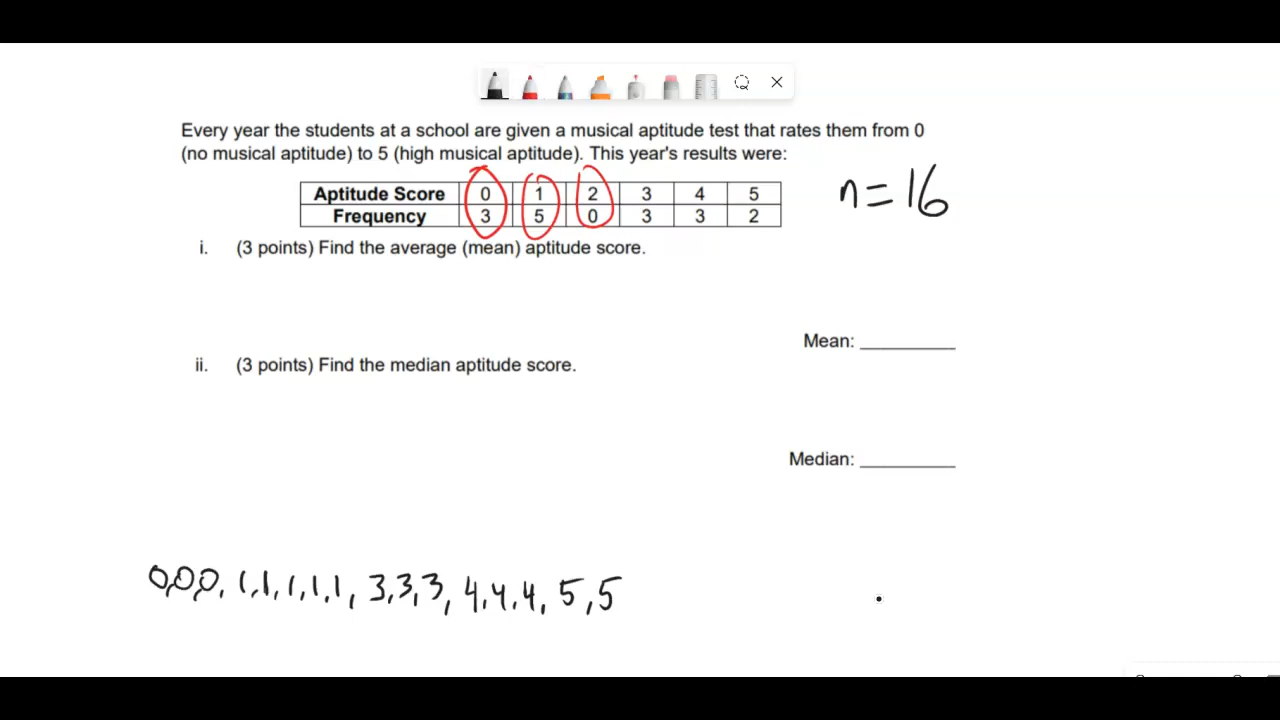 Every year the students at a school are given a musical aptitude test that rates them from 0
(no musical aptitude) to 5 (high musical aptitude). This year's results were:
Aptitude Score 0 1 2 3 4 5
Frequency 3 5 0 3 3 2
n = 16
i. (3 points) Find the average (mean) aptitude score.
Mean: __________
ii. (3 points) Find the median aptitude score.
Median: __________
0,0,0, 1,1,1,1,1, 3,3,3, 4,4,4, 5,5